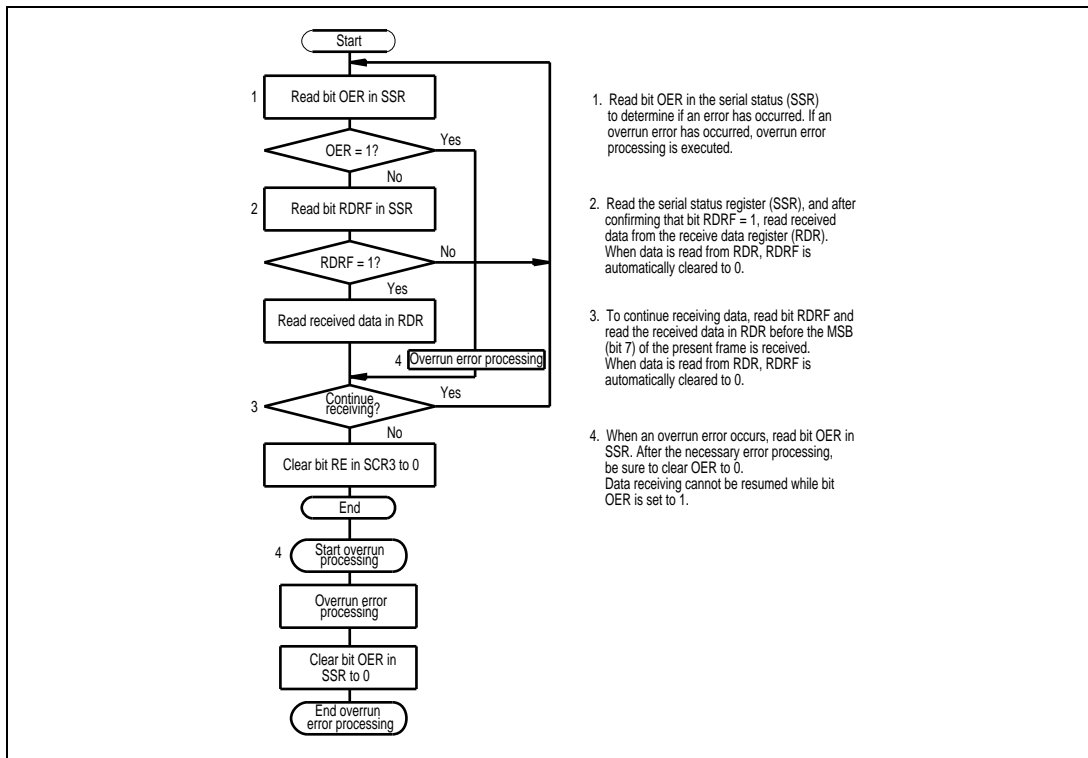 Start
1
Read bit OER in SSR
OER = 1?
Yes
No
2
Read bit RDRF in SSR
RDRF = 1?
No
Yes
Read received data in RDR
4
Overrun error processing
3
Continue
receiving?
Yes
No
Clear bit RE in SCR3 to 0
End
4
Start overrun
processing
Overrun error
processing
Clear bit OER in
SSR to 0
End overrun
error processing
1. Read bit OER in the serial status (SSR)
to determine if an error has occurred. If an
overrun error has occurred, overrun error
processing is executed.
2. Read the serial status register (SSR), and after
confirming that bit RDRF = 1, read received
data from the receive data register (RDR).
When data is read from RDR, RDRF is
automatically cleared to 0.
3. To continue receiving data, read bit RDRF and
read the received data in RDR before the MSB
(bit 7) of the present frame is received.
When data is read from RDR, RDRF is
automatically cleared to 0.
4. When an overrun error occurs, read bit OER in
SSR. After the necessary error processing,
be sure to clear OER to 0.
Data receiving cannot be resumed while bit
OER is set to 1.